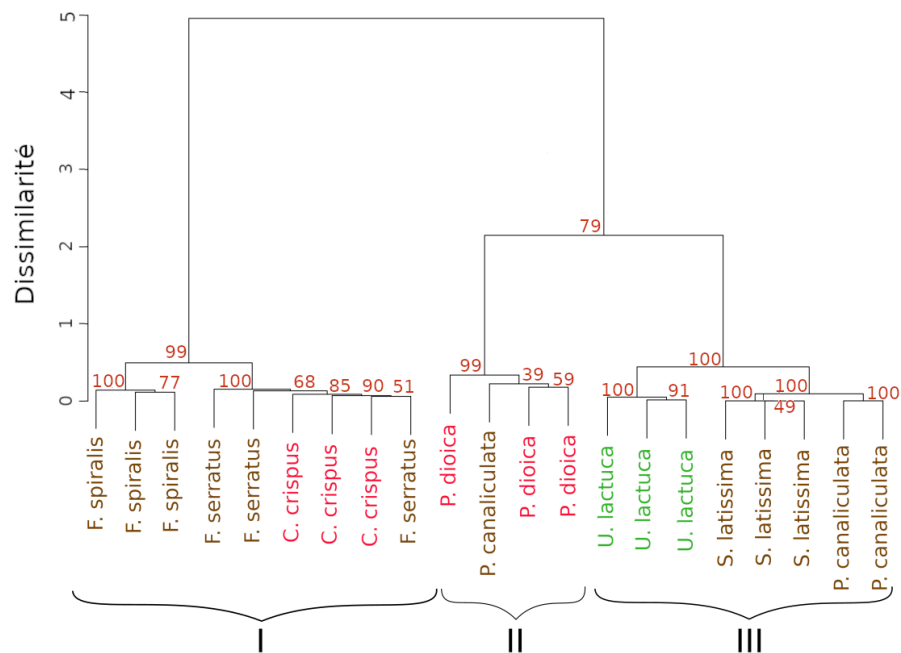 Dissimilarité
5
4
3
2
1
0
79
99
100
77
100
68
85
90
51
99
39
59
100
100
91
100
100
49
100
F. spiralis
F. spiralis
F. spiralis
F. serratus
F. serratus
C. crispus
C. crispus
C. crispus
F. serratus
P. dioica
P. canaliculata
P. dioica
P. dioica
U. lactuca
U. lactuca
U. lactuca
S. latissima
S. latissima
S. latissima
P. canaliculata
P. canaliculata
I
II
III